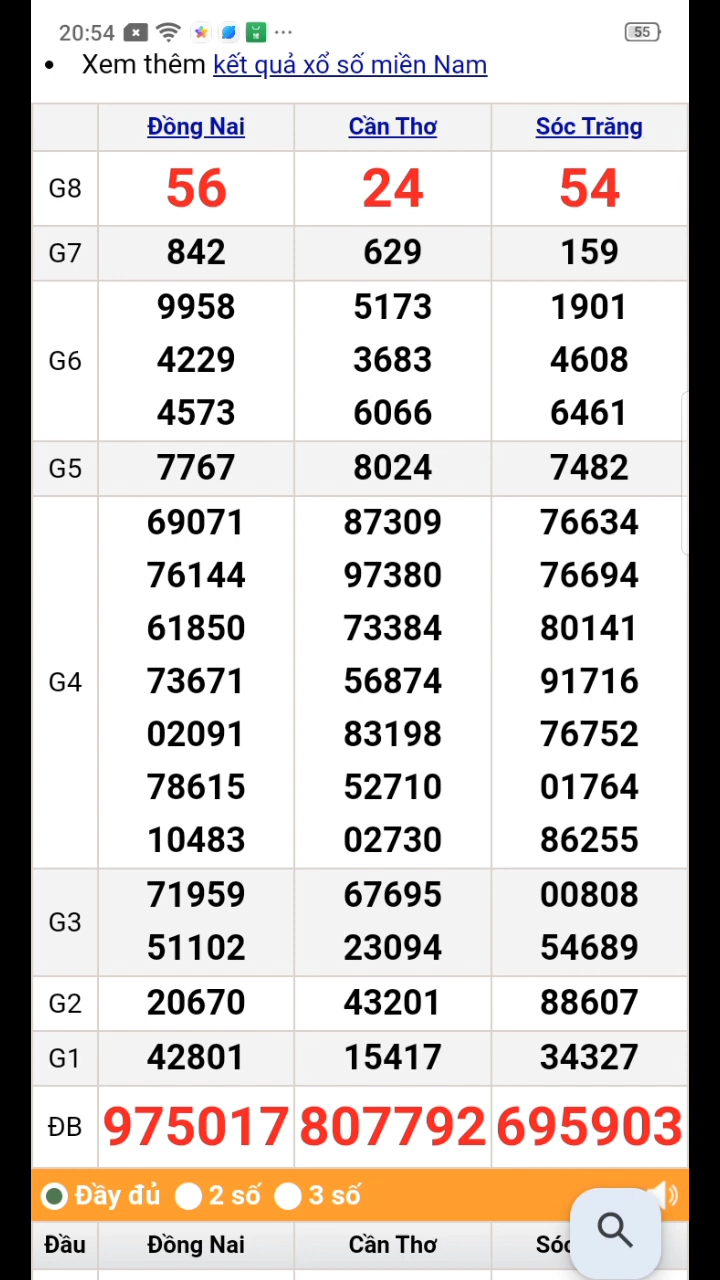 20:54 55
• Xem thêm kết quả xổ số miền Nam
Đồng Nai Cần Thơ Sóc Trăng
G8 56 24 54
G7 842 629 159
9958 5173 1901
G6 4229 3683 4608
4573 6066 6461
G5 7767 8024 7482
69071 87309 76634
76144 97380 76694
61850 73384 80141
G4 73671 56874 91716
02091 83198 76752
78615 52710 01764
10483 02730 86255
G3 71959 67695 00808
51102 23094 54689
G2 20670 43201 88607
G1 42801 15417 34327
ĐB 975017 807792 695903
Đầy đủ 2 số 3 số
Đầu Đồng Nai Cần Thơ Sóc